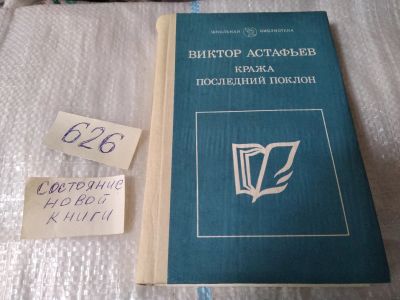 ШКОЛЬНАЯ БИБЛИОТЕКА
ВИКТОР АСТАФЬЕВ
КРАЖА
ПОСЛЕДНИЙ ПОКЛОН
626
СОСТОЯНИЕ
НОВОЙ
КНИГИ